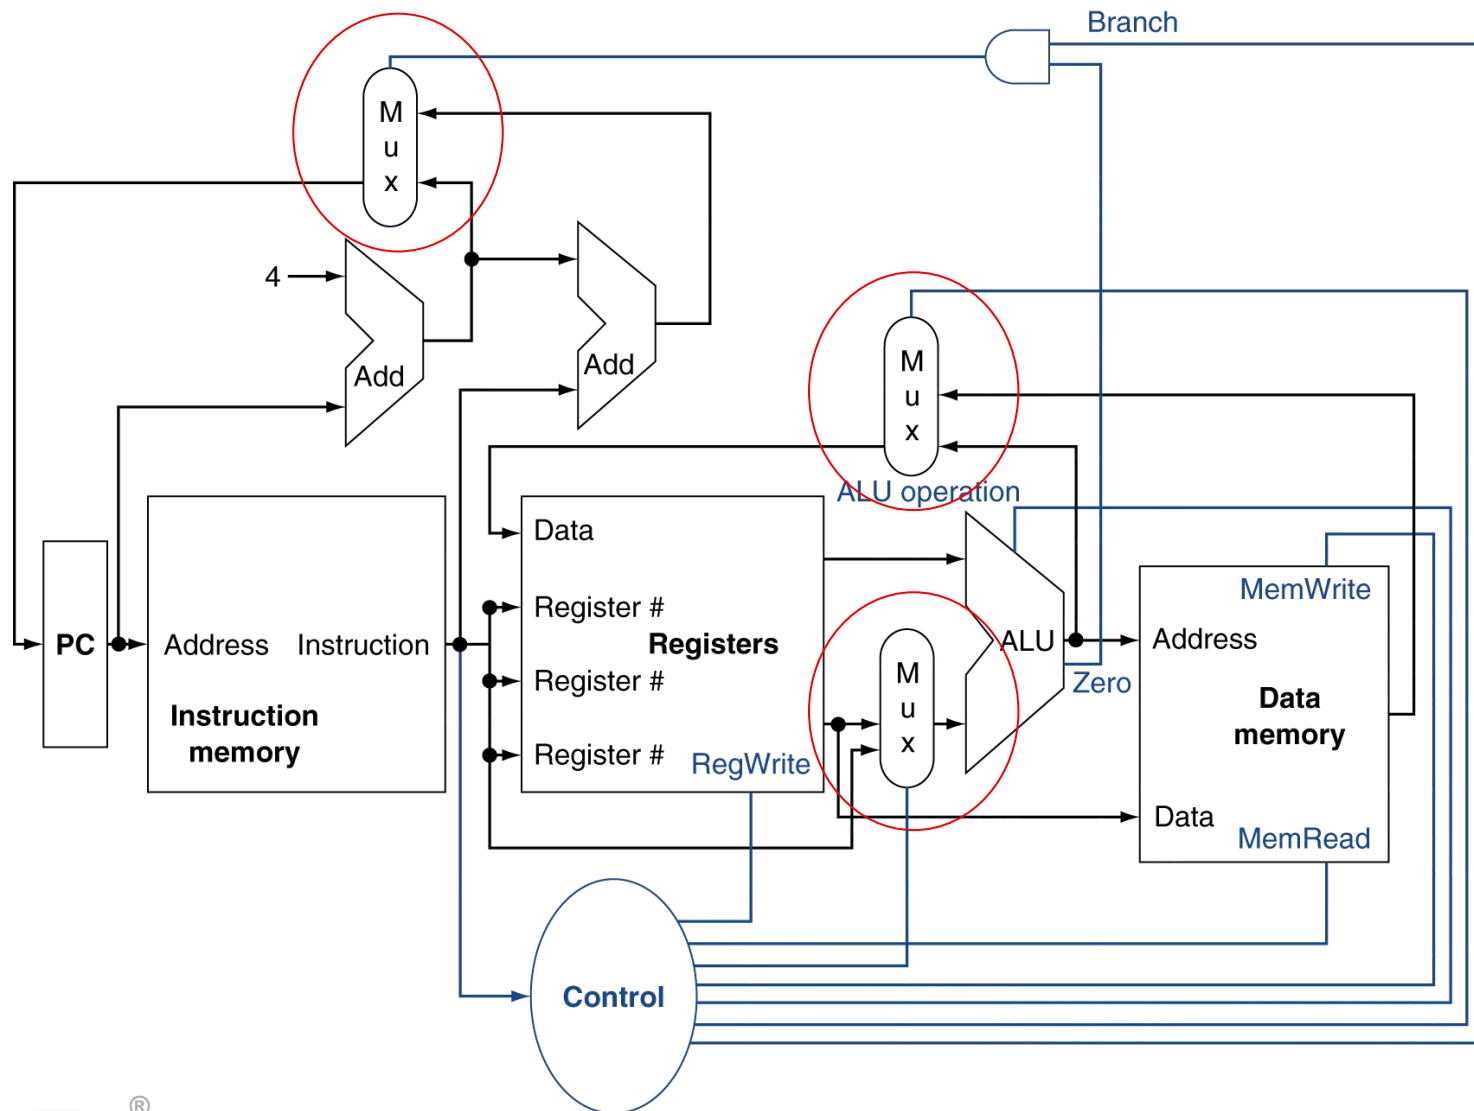 Branch
M
u
x
4
Add
Add
M
u
x
ALU operation
Data
Register #
Registers
Register #
Register #
RegWrite
PC
Address
Instruction
Instruction
memory
M
u
x
ALU
Zero
MemWrite
Address
Data
memory
Data
MemRead
Control
®